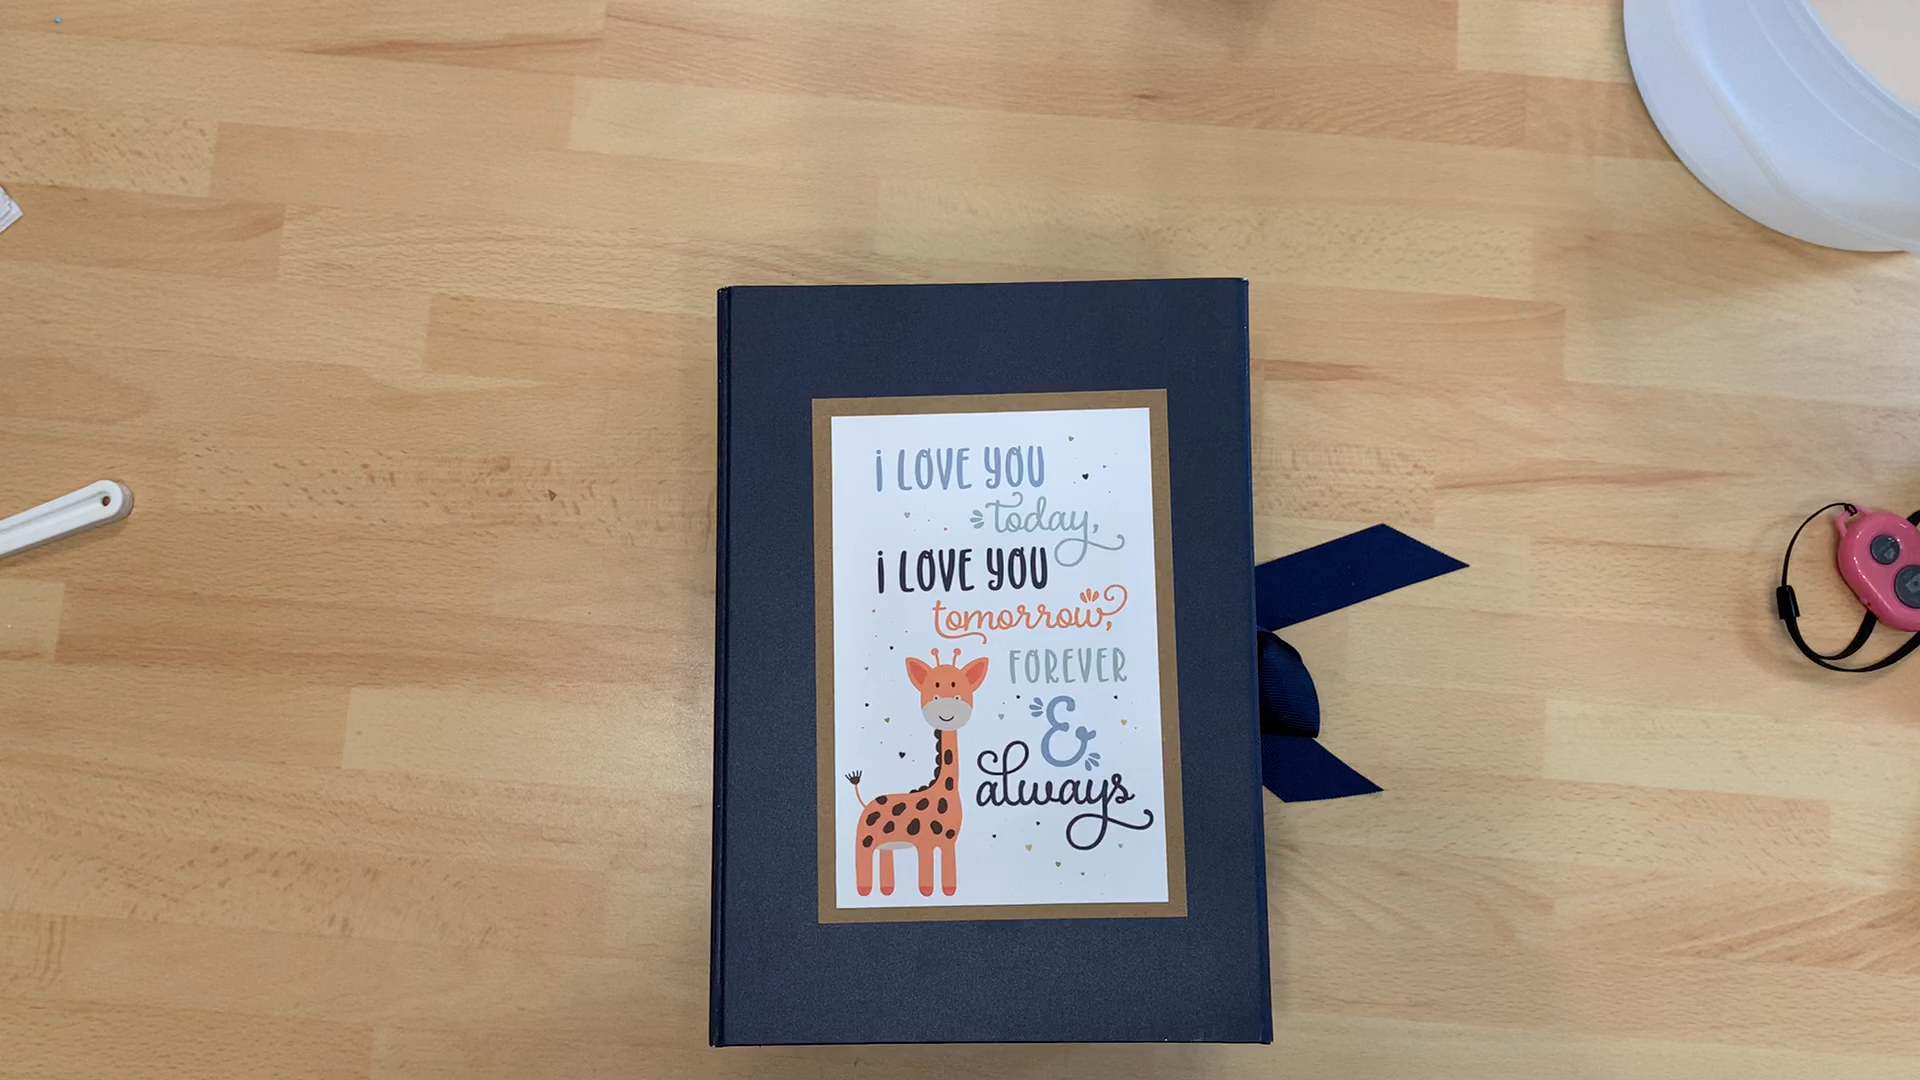 i LOVE YOU
today,
i LOVE YOU
tomorrow,
FOREVER
&
always